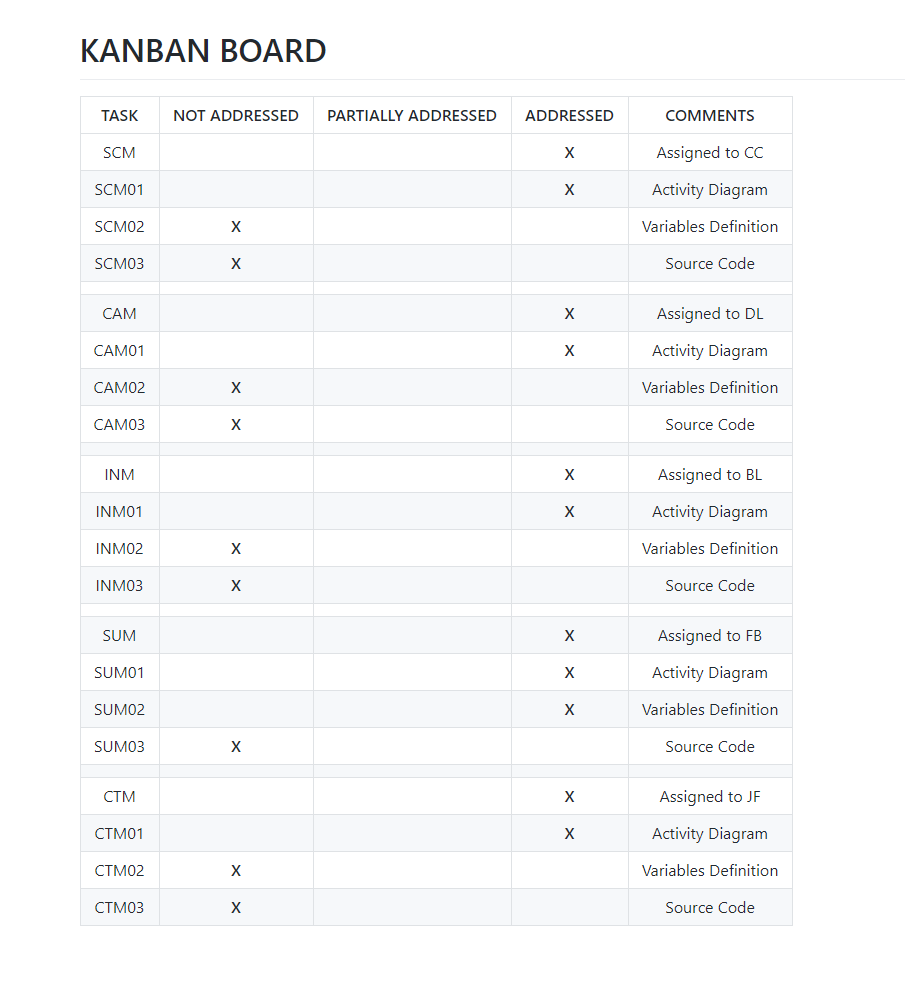 KANBAN BOARD
TASK NOT ADDRESSED PARTIALLY ADDRESSED ADDRESSED COMMENTS
SCM X Assigned to CC
SCM01 X Activity Diagram
SCM02 X Variables Definition
SCM03 X Source Code
CAM X Assigned to DL
CAM01 X Activity Diagram
CAM02 X Variables Definition
CAM03 X Source Code
INM X Assigned to BL
INM01 X Activity Diagram
INM02 X Variables Definition
INM03 X Source Code
SUM X Assigned to FB
SUM01 X Activity Diagram
SUM02 X Variables Definition
SUM03 X Source Code
CTM X Assigned to JF
CTM01 X Activity Diagram
CTM02 X Variables Definition
CTM03 X Source Code